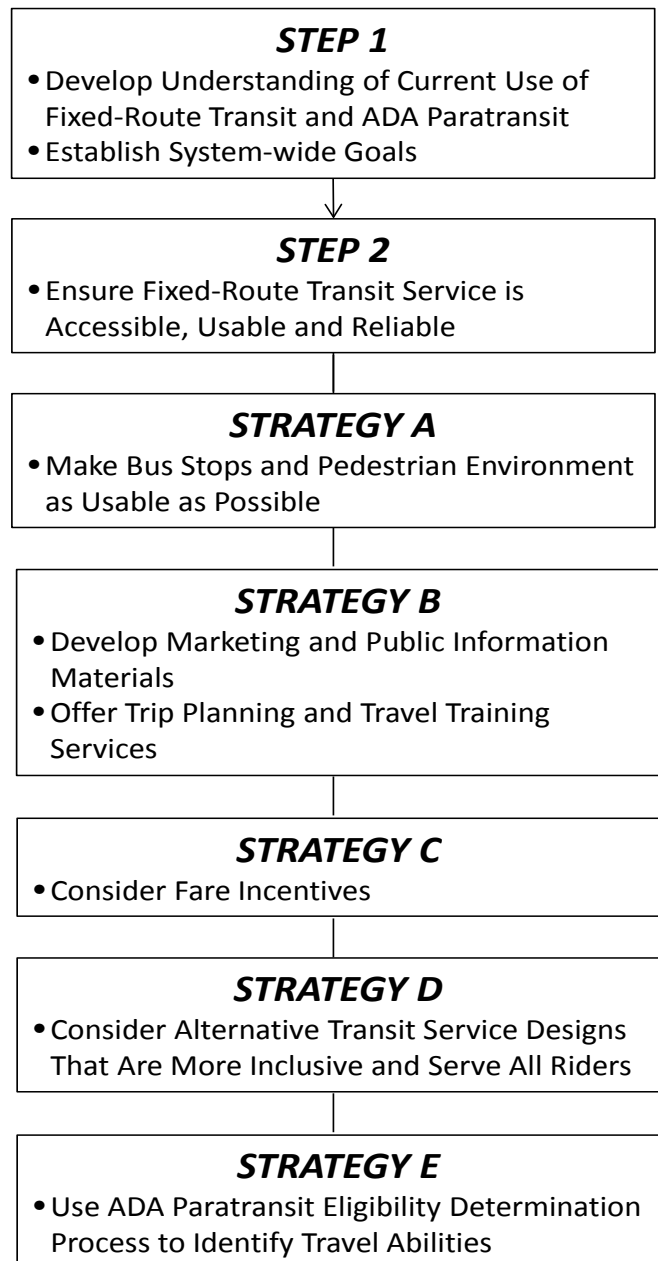 STEP 1
• Develop Understanding of Current Use of
Fixed-Route Transit and ADA Paratransit
• Establish System-wide Goals
STEP 2
• Ensure Fixed-Route Transit Service is
Accessible, Usable and Reliable
STRATEGY A
• Make Bus Stops and Pedestrian Environment
as Usable as Possible
STRATEGY B
• Develop Marketing and Public Information
Materials
• Offer Trip Planning and Travel Training
Services
STRATEGY C
• Consider Fare Incentives
STRATEGY D
• Consider Alternative Transit Service Designs
That Are More Inclusive and Serve All Riders
STRATEGY E
• Use ADA Paratransit Eligibility Determination
Process to Identify Travel Abilities